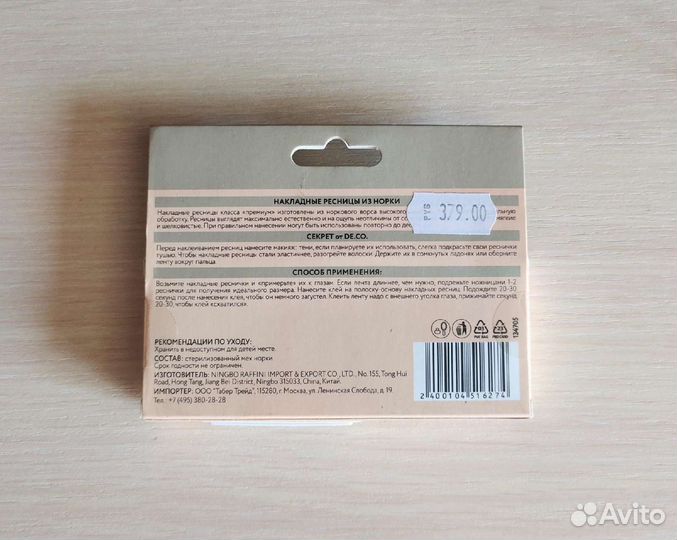 НАКЛАДНЫЕ РЕСНИЦЫ ИЗ НОРКИ
Накладные ресницы класса «премиум» изготовлены из норкового ворса высокого
обработку. Ресницы выглядят максимально естественно и на ощупь неотличимы от
и шелковистые. При правильном нанесении могут быть использованы повторно до
РУБ 379.00
СЕКРЕТ от DE.CO.
Перед наклеиванием ресниц нанесите макияж: тени, если планируете их использовать, слегка подкрасьте свои реснички
тушью. Чтобы накладные ресницы стали эластичнее, разогрейте волоски. Держите их в сомкнутых ладонях или оберните
ленту вокруг пальца.
СПОСОБ ПРИМЕНЕНИЯ:
Возьмите накладные реснички и «примерьте» их к глазам. Если лента длиннее, чем нужно, подрежьте ножницами 1-2
реснички для получения идеального размера. Нанесите клей на полоску-основу накладных ресниц. Подождите 20-30
секунд после нанесения клея, чтобы он немного загустел. Клеить ленту надо с внешнего уголка глаза, прижимайте секунд
20-30, чтобы клей «схватился».
РЕКОМЕНДАЦИИ ПО УХОДУ:
Хранить в недоступном для детей месте.
СОСТАВ: стерилизованный мех норки
Срок годности не ограничен.
ИЗГОТОВИТЕЛЬ: NINGBO RAFFINI IMPORT & EXPORT CO., LTD., No. 155, Tong Hui
Road, Hong Tang, Jiang Bei District, Ningbo 315033, China, Китай.
ИМПОРТЕР: ООО "Табер Трейд", 115280, г. Москва, ул. Ленинская Слобода, д. 19.
Тел.: +7 (495) 380-28-28
134705
2 400104 516274
Avito